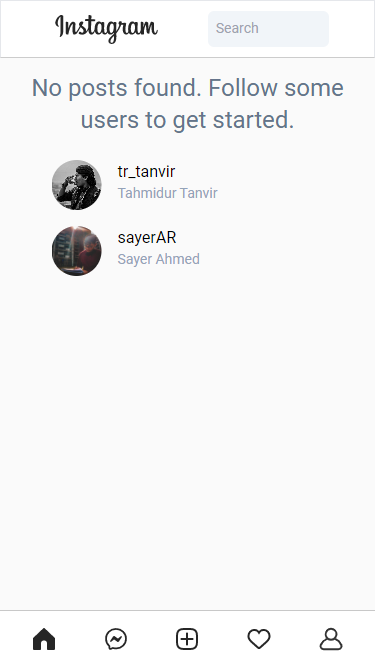 Instagram
Search
No posts found. Follow some
users to get started.
tr_tanvir
Tahmidur Tanvir
sayerAR
Sayer Ahmed